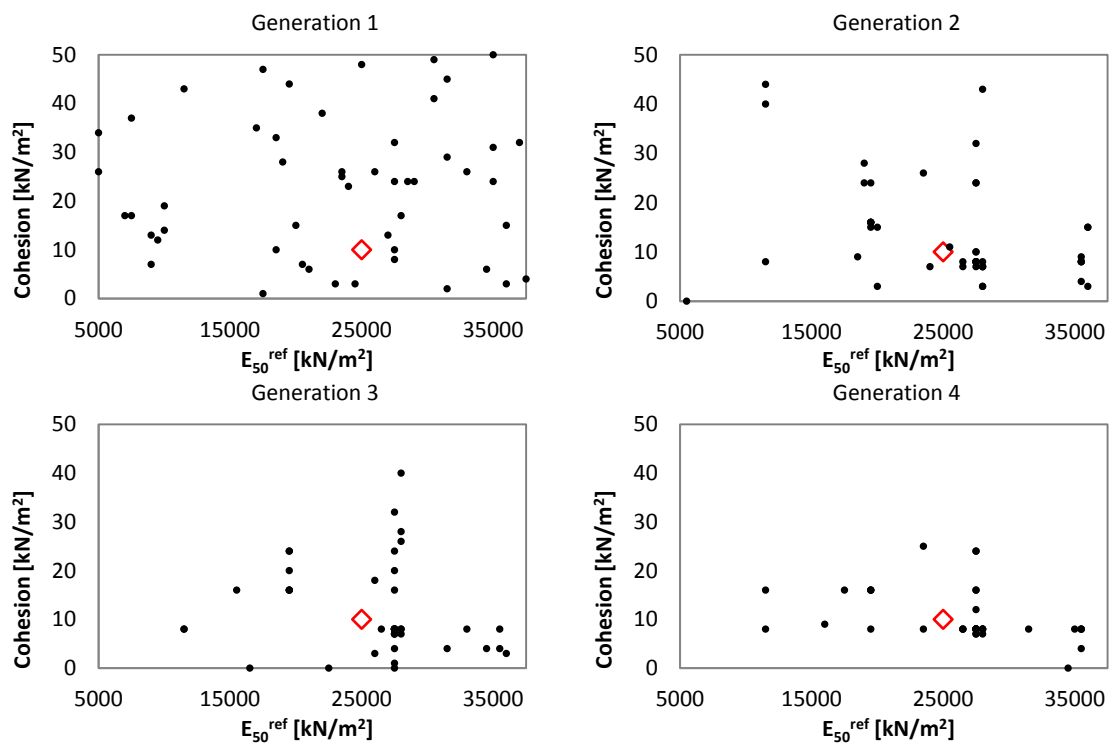 Generation 1
50
40
30
20
10
0
Cohesion [kN/m²]
5000 15000 25000 35000
E₅₀ʳᵉᶠ [kN/m²]
Generation 2
50
40
30
20
10
0
Cohesion [kN/m²]
5000 15000 25000 35000
E₅₀ʳᵉᶠ [kN/m²]
Generation 3
50
40
30
20
10
0
Cohesion [kN/m²]
5000 15000 25000 35000
E₅₀ʳᵉᶠ [kN/m²]
Generation 4
50
40
30
20
10
0
Cohesion [kN/m²]
5000 15000 25000 35000
E₅₀ʳᵉᶠ [kN/m²]